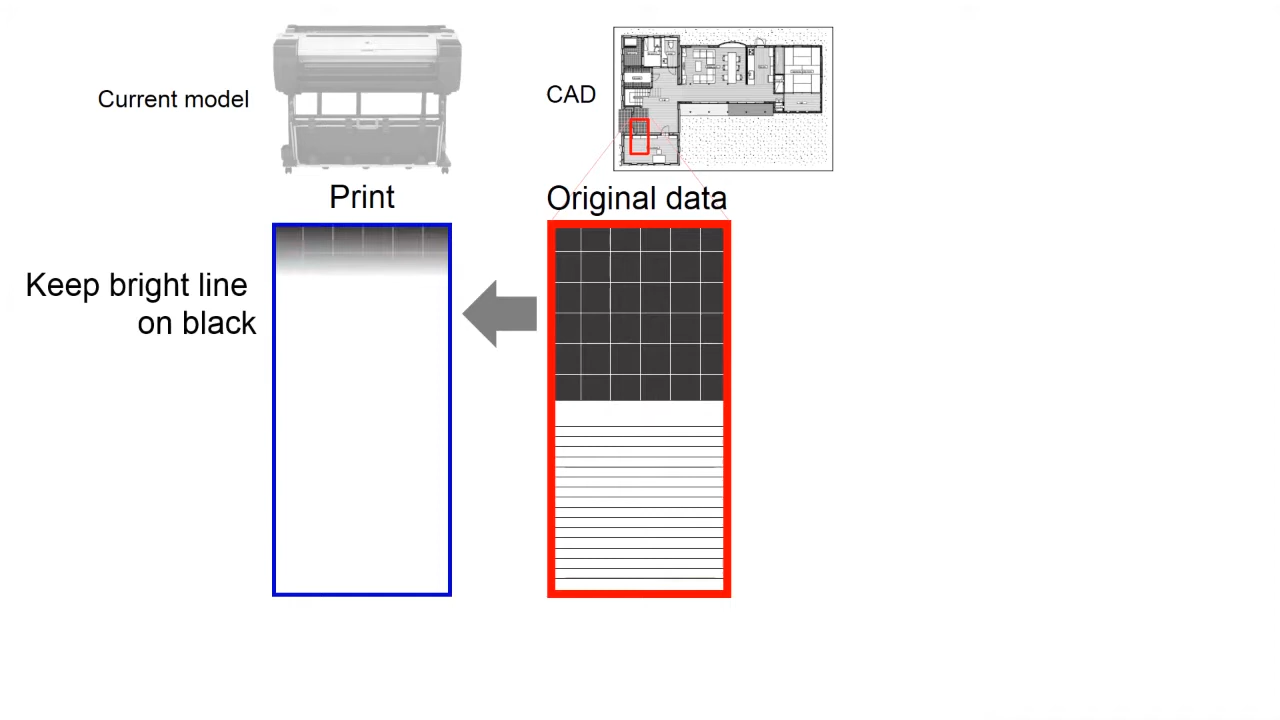 Current model
CAD
Print
Original data
Keep bright line
on black